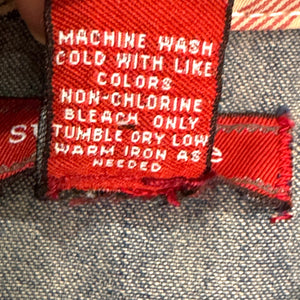 MACHINE WASH
COLD WITH LIKE
COLORS
NON-CHLORINE
BLEACH ONLY
TUMBLE DRY LOW
WARM IRON AS
NEEDED